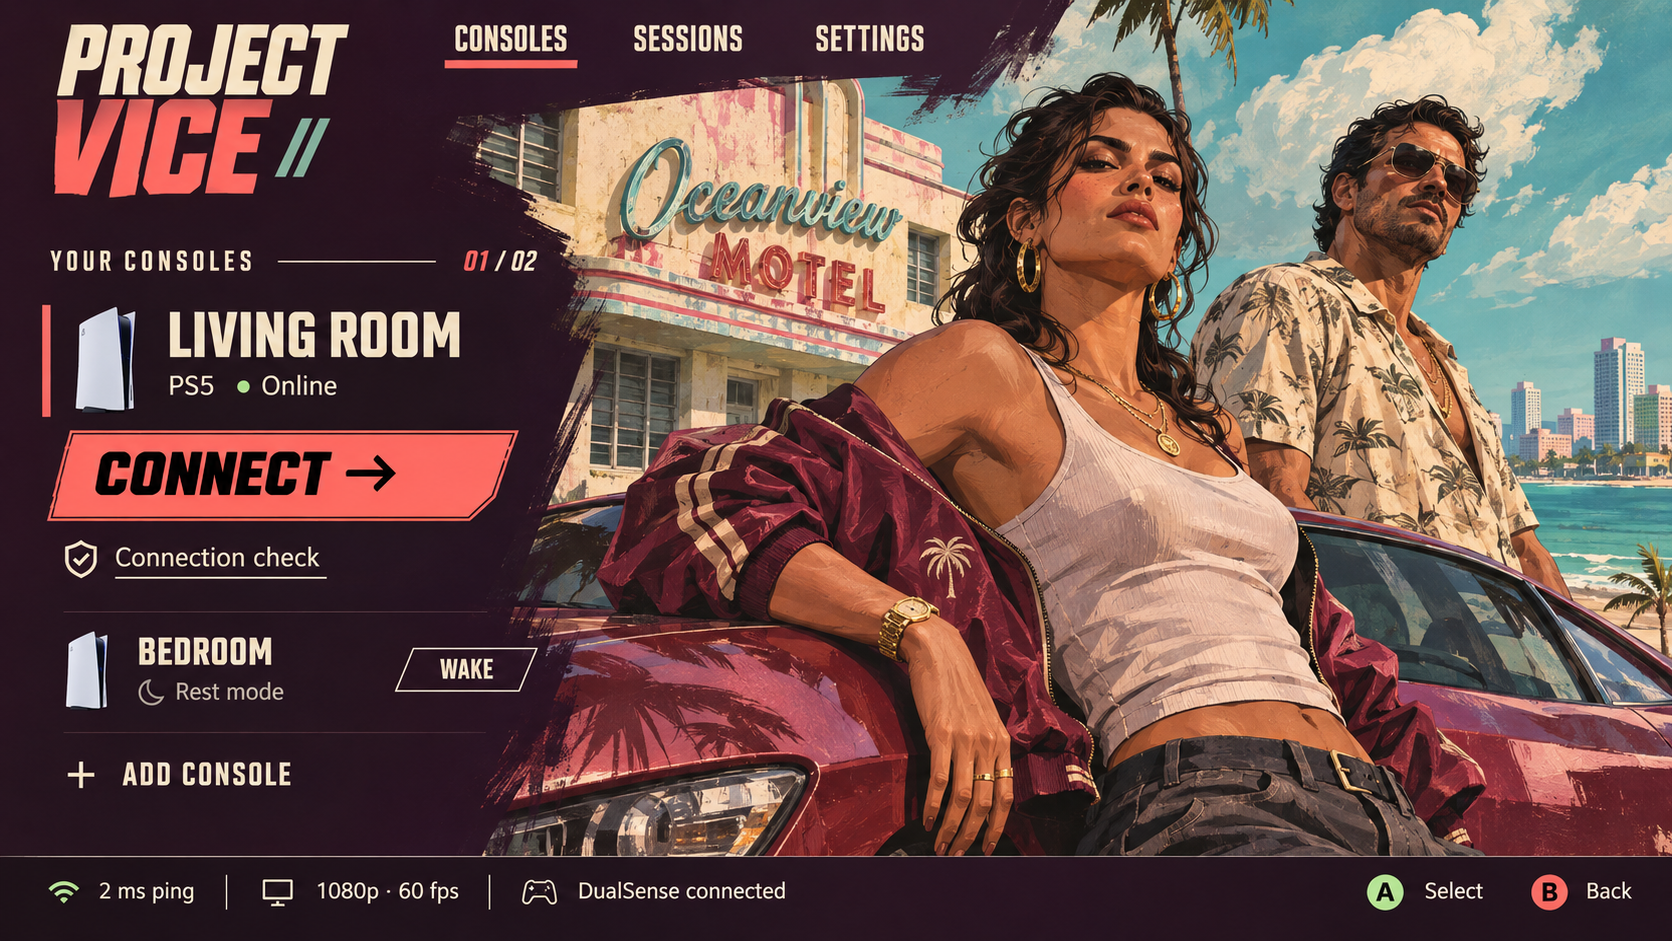 PROJECT
VICE //
CONSOLES SESSIONS SETTINGS
Oceanview
MOTEL
YOUR CONSOLES 01 / 02
LIVING ROOM
PS5 • Online
CONNECT →
Connection check
BEDROOM
Rest mode
WAKE
+ ADD CONSOLE
2 ms ping
1080p · 60 fps
DualSense connected
A Select
B Back